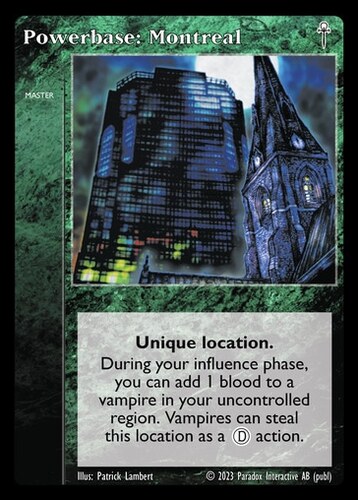 Powerbase: Montreal
MASTER
Unique location.
During your influence phase,
you can add 1 blood to a
vampire in your uncontrolled
region. Vampires can steal
this location as a Ⓓ action.
Illus: Patrick Lambert © 2023 Paradox Interactive AB (publ)